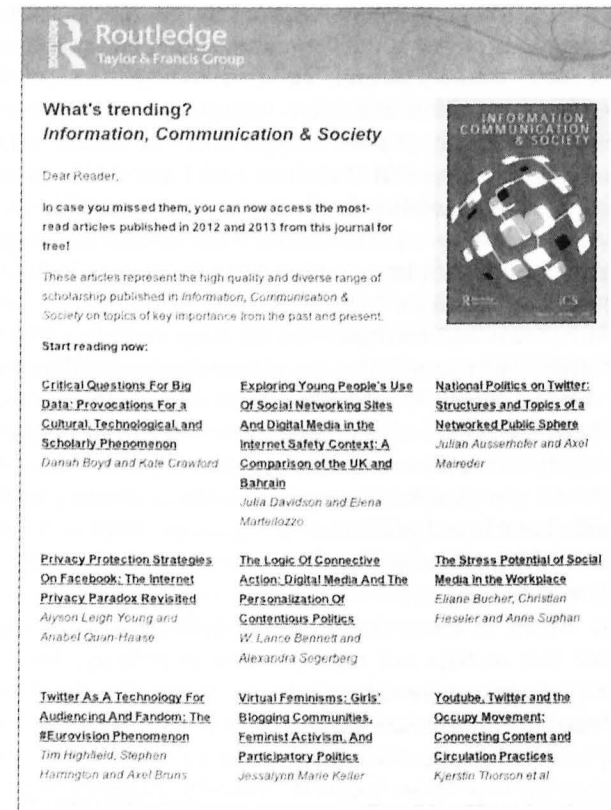 ROUTLEDGE
Routledge
Taylor & Francis Group
What's trending?
Information, Communication & Society
INFORMATION,
COMMUNICATION
& SOCIETY
Dear Reader,
In case you missed them, you can now access the most-
read articles published in 2012 and 2013 from this journal for
free!
These articles represent the high quality and diverse range of
scholarship published in Information, Communication &
Society on topics of key importance from the past and present.
Routledge
iCS
Start reading now:
Critical Questions For Big
Data: Provocations For a
Cultural, Technological, and
Scholarly Phenomenon
Danah Boyd and Kate Crawford
Exploring Young People's Use
Of Social Networking Sites
And Digital Media in the
Internet Safety Context: A
Comparison of the UK and
Bahrain
Julia Davidson and Elena
Martellozzo
National Politics on Twitter:
Structures and Topics of a
Networked Public Sphere
Julian Ausserhofer and Axel
Maireder
Privacy Protection Strategies
On Facebook: The Internet
Privacy Paradox Revisited
Alyson Leigh Young and
Anabel Quan-Haase
The Logic Of Connective
Action: Digital Media And The
Personalization Of
Contentious Politics
W. Lance Bennett and
Alexandra Segerberg
The Stress Potential of Social
Media in the Workplace
Eliane Bucher, Christian
Fieseler and Anne Suphan
Twitter As A Technology For
Audiencing And Fandom: The
#Eurovision Phenomenon
Tim Highfield, Stephen
Harrington and Axel Bruns
Virtual Feminisms: Girls'
Blogging Communities,
Feminist Activism, And
Participatory Politics
Jessalynn Marie Keller
Youtube, Twitter and the
Occupy Movement:
Connecting Content and
Circulation Practices
Kjerstin Thorson et al